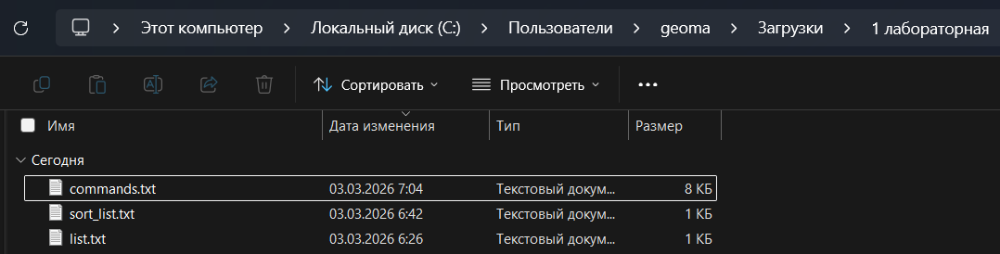 Этот компьютер > Локальный диск (C:) > Пользователи > geoma > Загрузки > 1 лабораторная
Сортировать Просмотреть •••
Имя Дата изменения Тип Размер
Сегодня
commands.txt 03.03.2026 7:04 Текстовый докум... 8 КБ
sort_list.txt 03.03.2026 6:42 Текстовый докум... 1 КБ
list.txt 03.03.2026 6:26 Текстовый докум... 1 КБ